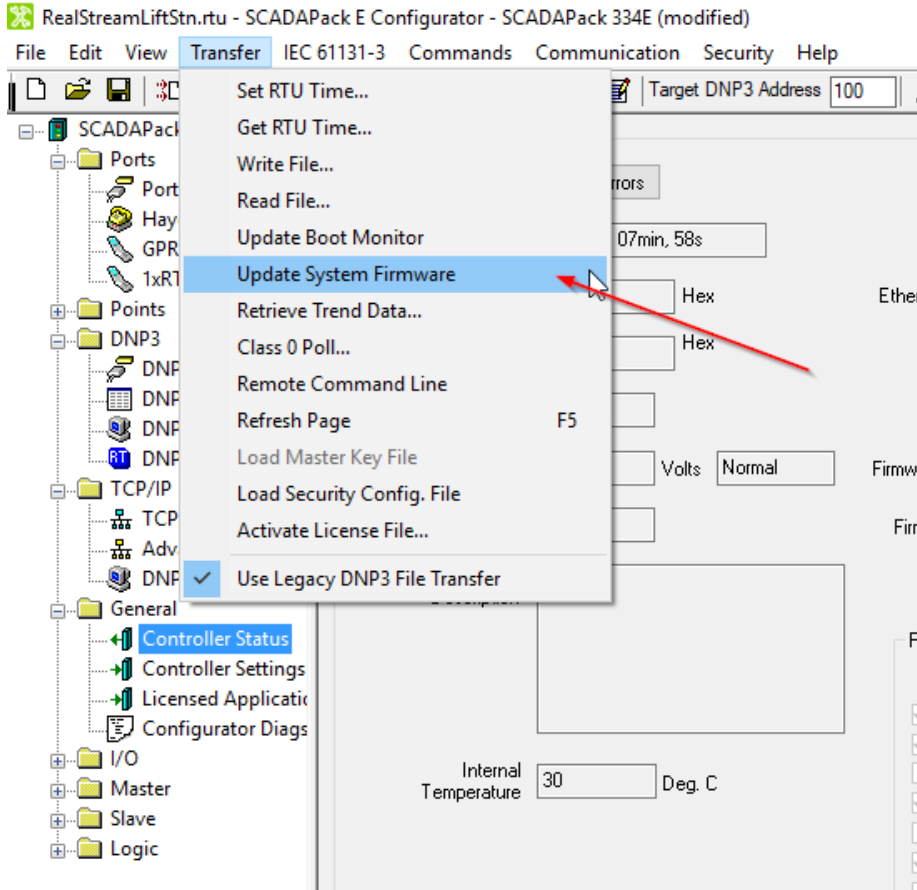 RealStreamLiftStn.rtu - SCADAPack E Configurator - SCADAPack 334E (modified)
File Edit View Transfer IEC 61131-3 Commands Communication Security Help
Target DNP3 Address 100
Set RTU Time...
Get RTU Time...
Write File...
Read File...
Update Boot Monitor
Update System Firmware
Retrieve Trend Data...
Class 0 Poll...
Remote Command Line
Refresh Page F5
Load Master Key File
Load Security Config. File
Activate License File...
Use Legacy DNP3 File Transfer
SCADAPack
Ports
Port
Hay
GPR
1xRT
Points
DNP3
DNP
DNP
DNP
DNP
TCP/IP
TCP
Adv
DNP
General
Controller Status
Controller Settings
Licensed Applicatic
Configurator Diags
I/O
Master
Slave
Logic
rrors
07min, 58s
Hex
Ether
Hex
Volts Normal
Firmw
Firr
Internal Temperature 30 Deg. C